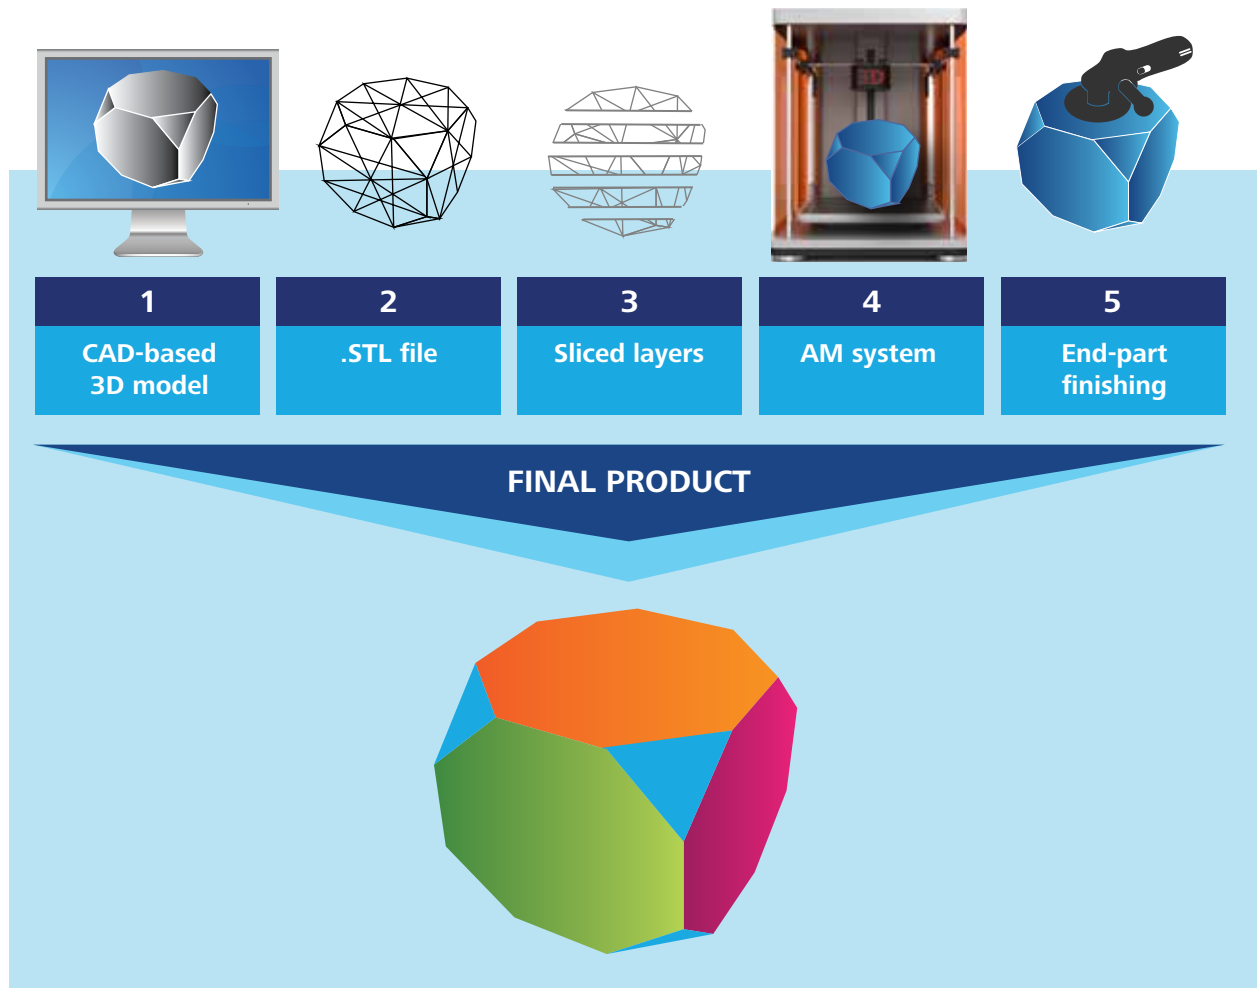 3D
1
CAD-based
3D model
2
.STL file
3
Sliced layers
4
AM system
5
End-part
finishing
FINAL PRODUCT